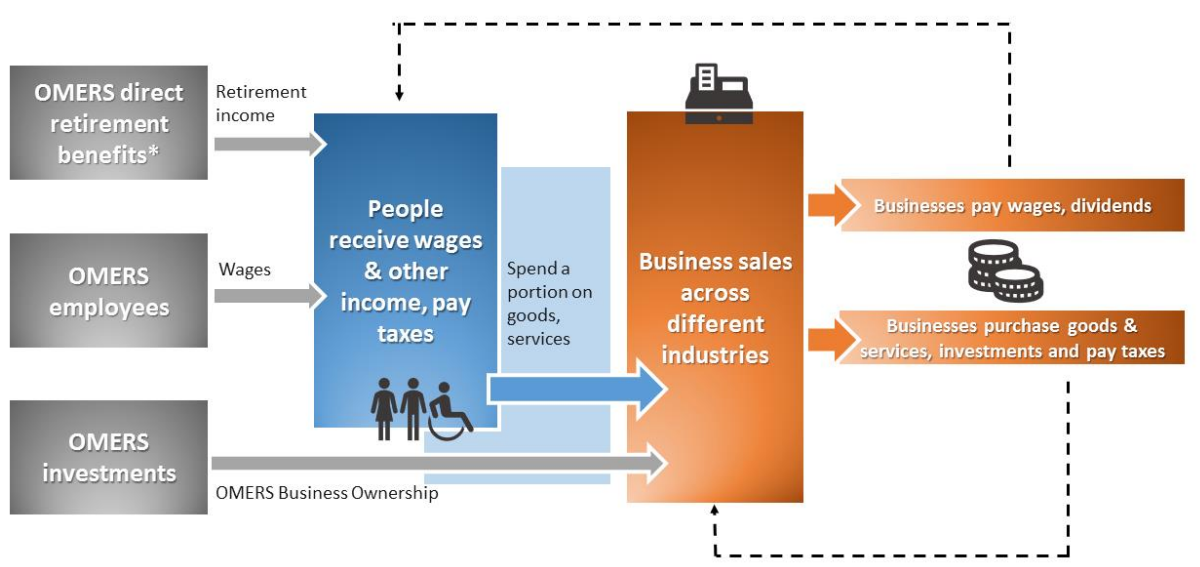 OMERS direct
retirement
benefits*
Retirement
income
OMERS
employees
Wages
OMERS
investments
OMERS Business Ownership
People
receive wages
& other
income, pay
taxes
Spend a
portion on
goods,
services
Business sales
across
different
industries
Businesses pay wages, dividends
Businesses purchase goods &
services, investments and pay taxes